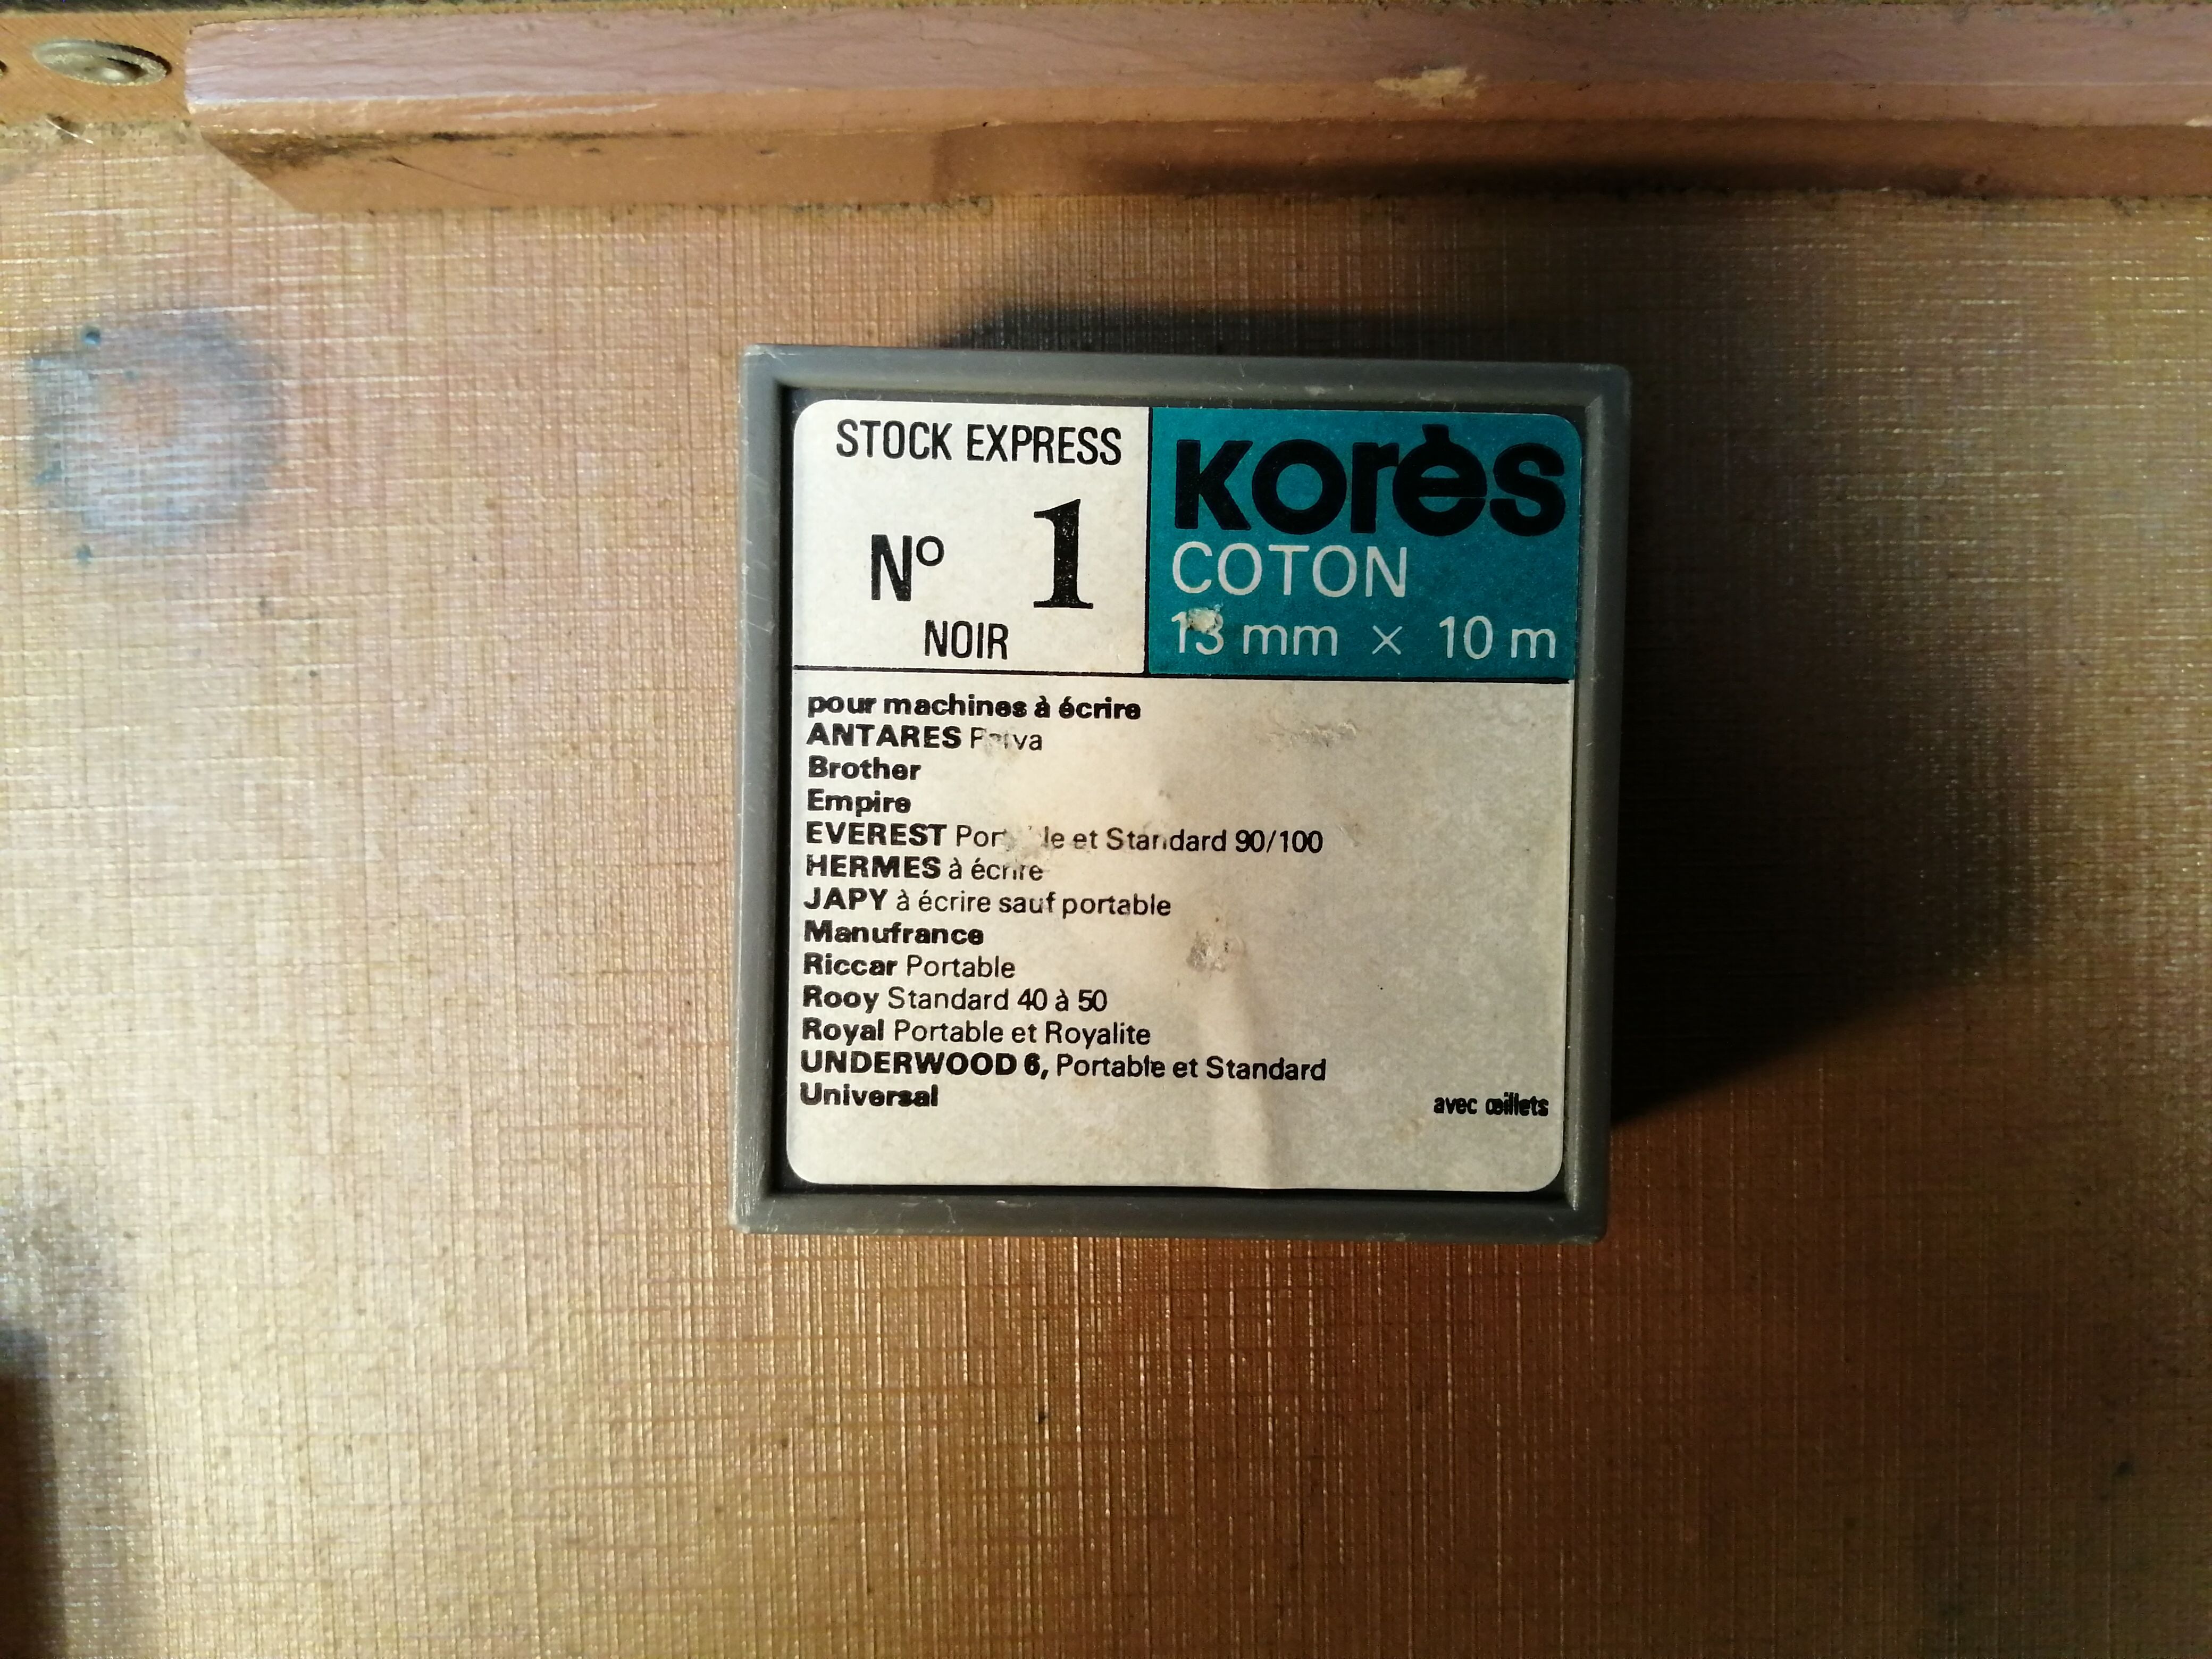 STOCK EXPRESS
N° 1
NOIR
Korès
COTON
13 mm × 10 m
pour machines à écrire
ANTARES
Brother
Empire
EVEREST Portable et Standard 90/100
HERMES à écrire
JAPY à écrire sauf portable
Manufrance
Riccar Portable
Rooy Standard 40 à 50
Royal Portable et Royalite
UNDERWOOD 6, Portable et Standard
Universal
avec œillets